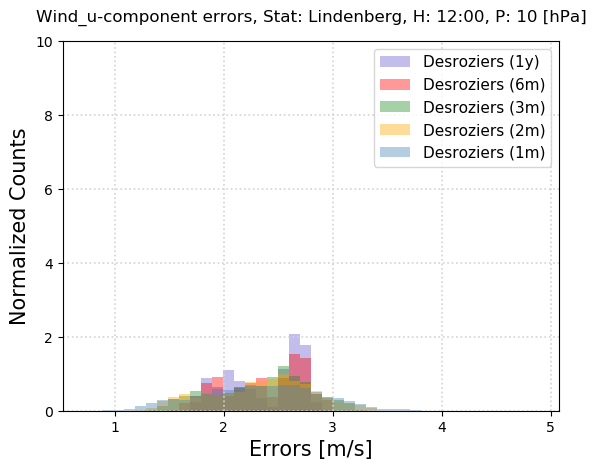 Wind_u-component errors, Stat: Lindenberg, H: 12:00, P: 10 [hPa]
10
Desroziers (1y)
Desroziers (6m)
Desroziers (3m)
Desroziers (2m)
Desroziers (1m)
8
6
4
2
0
Normalized Counts
1 2 3 4 5
Errors [m/s]